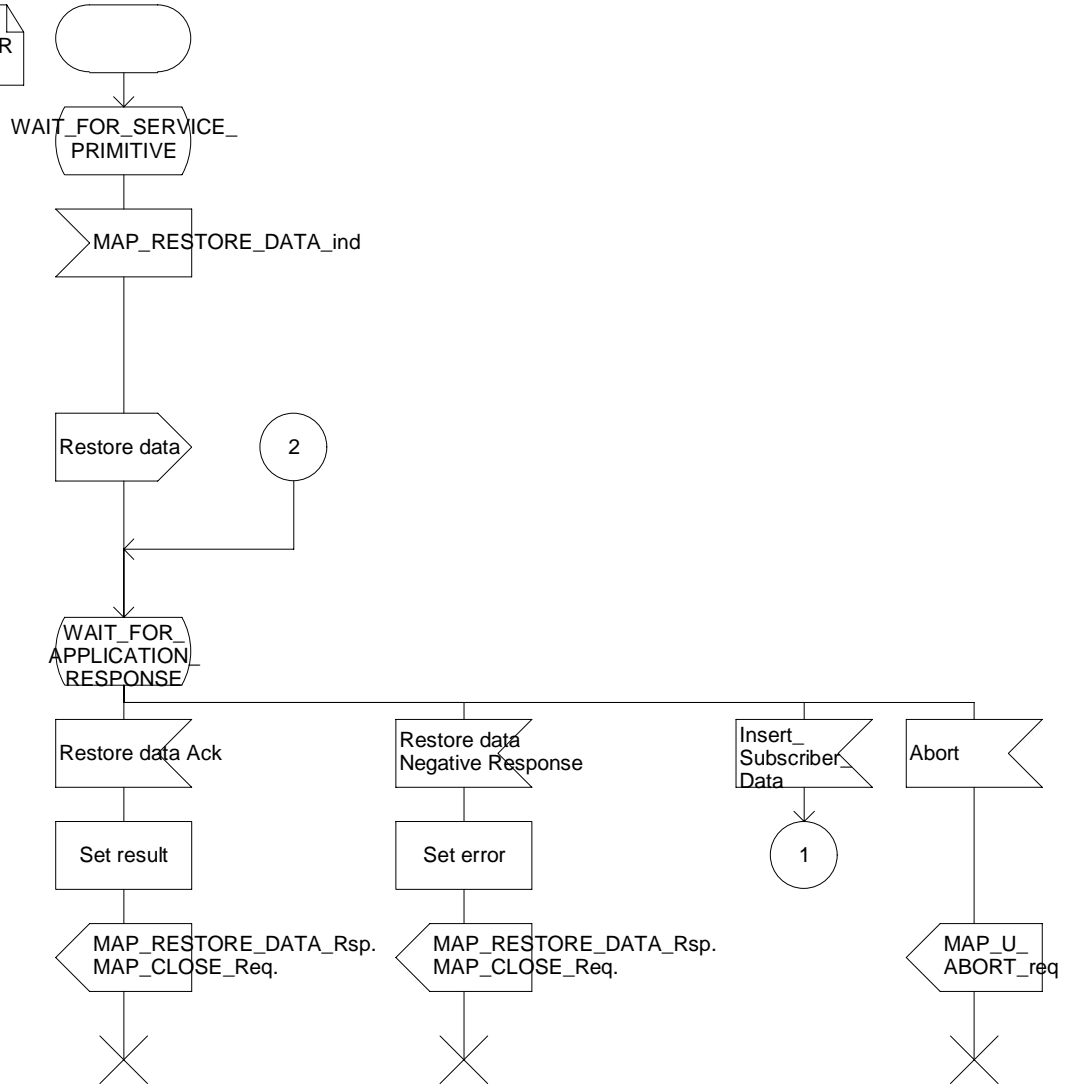 R
WAIT_FOR_SERVICE_
PRIMITIVE
MAP_RESTORE_DATA_ind
Restore data
2
WAIT_FOR_
APPLICATION_
RESPONSE
Restore data Ack
Restore data
Negative Response
Insert_
Subscriber_
Data
Abort
Set result
Set error
1
MAP_RESTORE_DATA_Rsp.
MAP_CLOSE_Req.
MAP_RESTORE_DATA_Rsp.
MAP_CLOSE_Req.
MAP_U_
ABORT_req